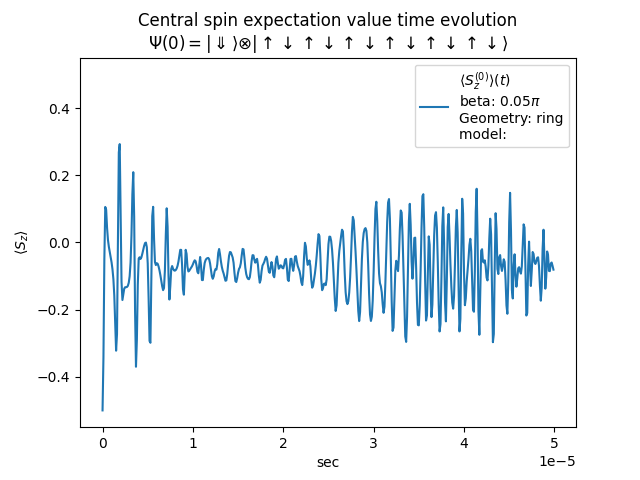 Central spin expectation value time evolution
Ψ(0) = |⇓⟩⊗|↑↓↑↓↑↓↑↓↑↓↑↓⟩
⟨S_z^(0)⟩(t)
beta: 0.05π
Geometry: ring
model:
0.4
0.2
0.0
−0.2
−0.4
⟨S_z⟩
0
1
2
3
4
5
1e−5
sec